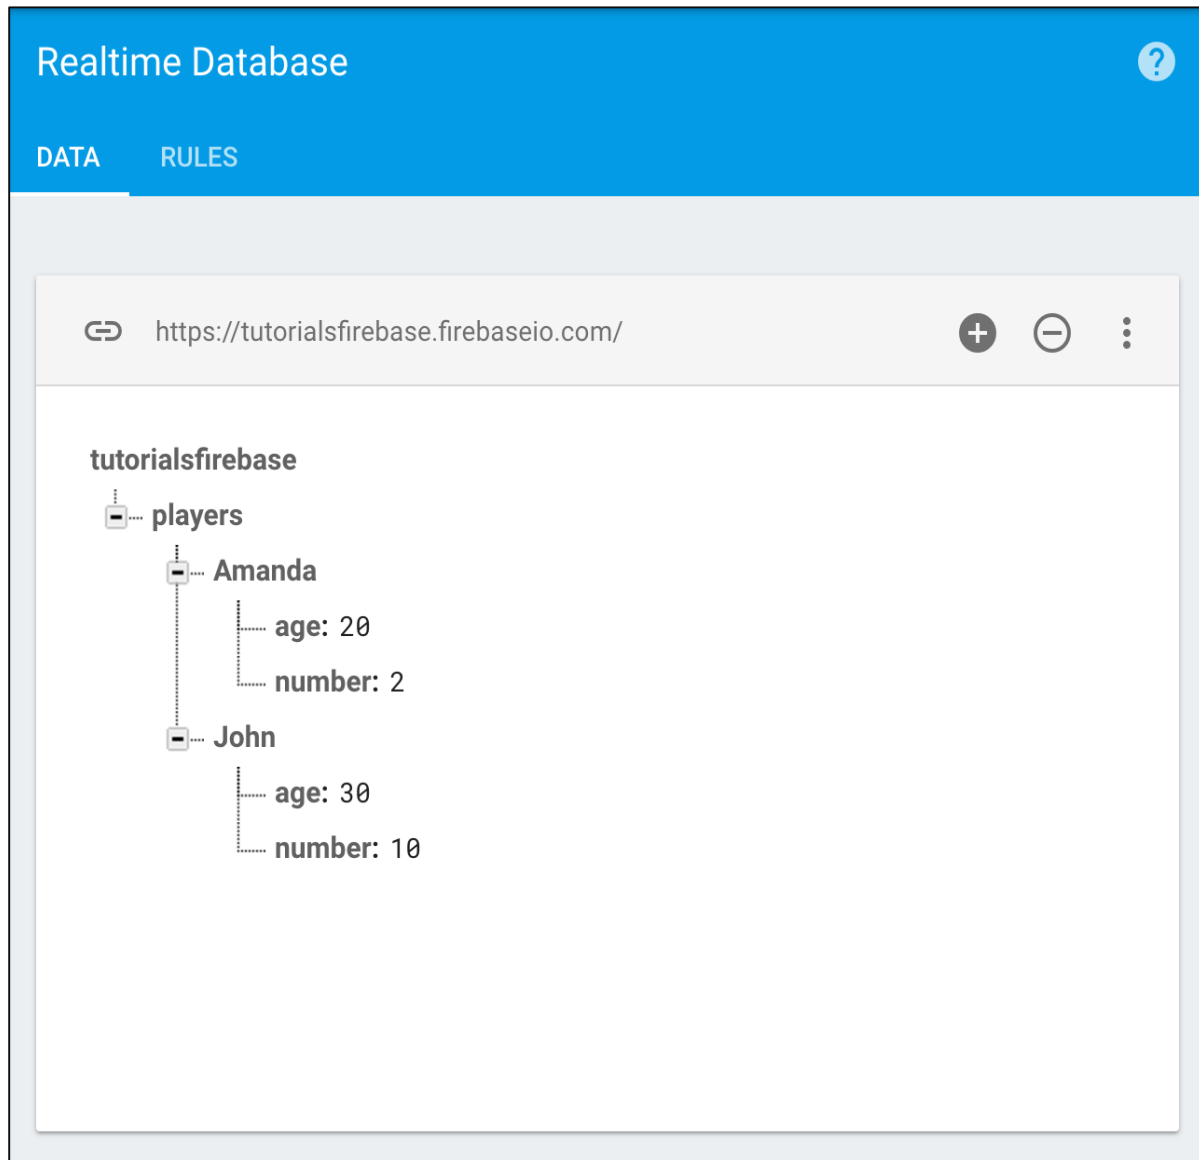 Realtime Database
?
DATA RULES
https://tutorialsfirebase.firebaseio.com/
tutorialsfirebase
players
Amanda
age: 20
number: 2
John
age: 30
number: 10